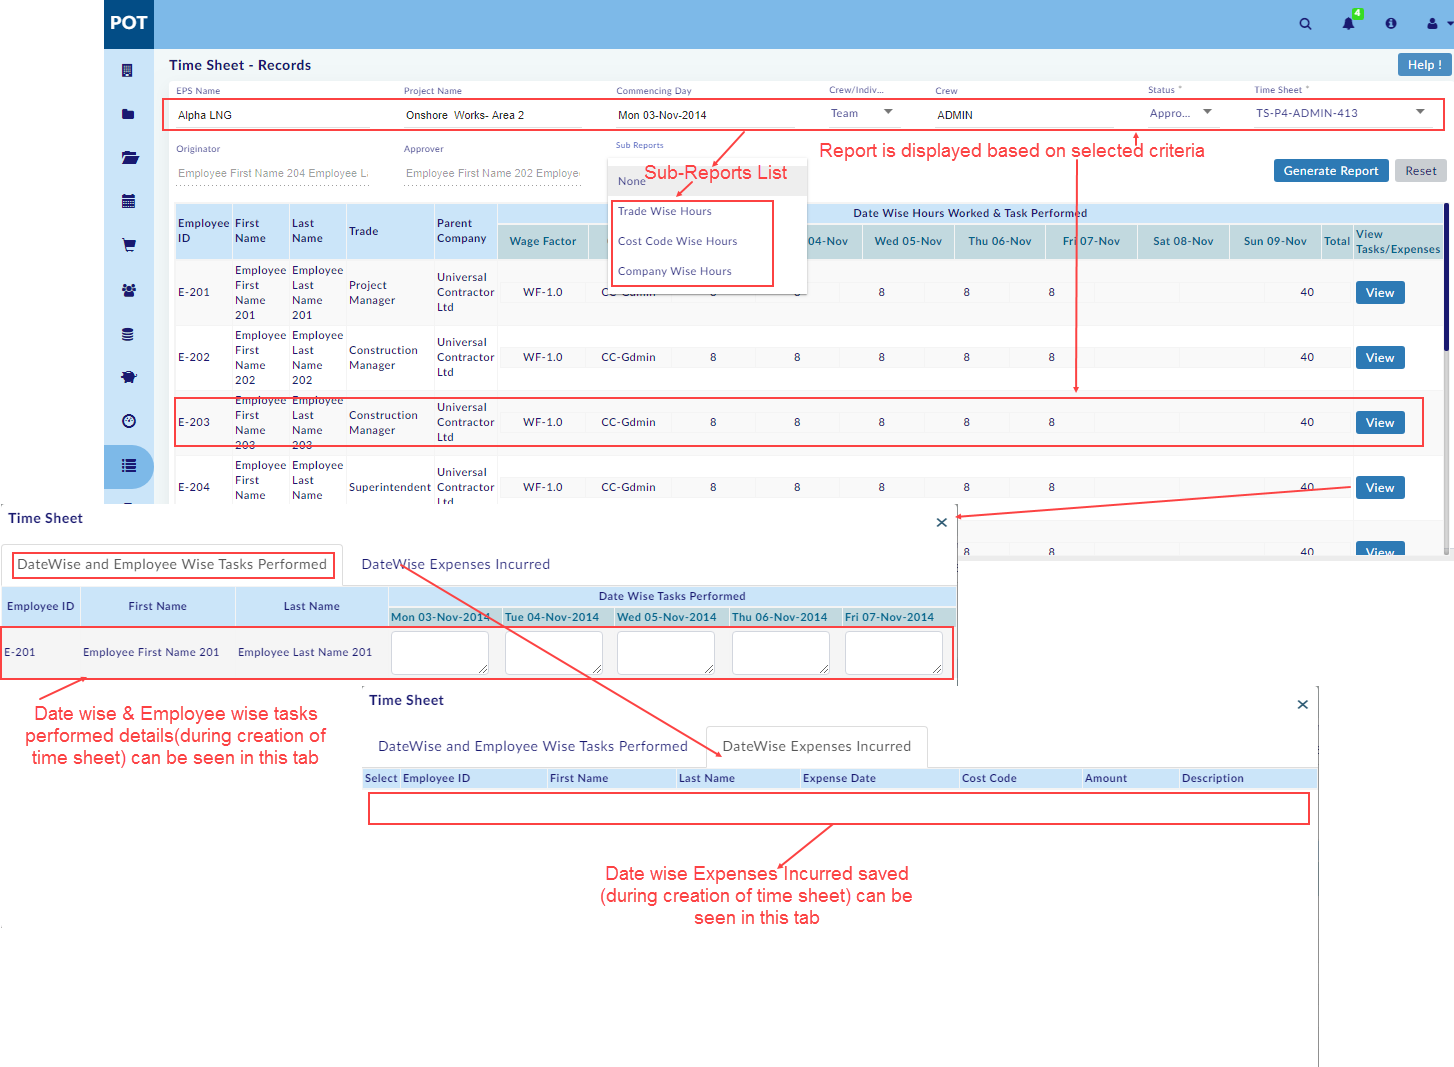 POT
4
Time Sheet - Records
Help !
EPS Name
Project Name
Commencing Day
Crew/Indiv...
Crew
Status *
Time Sheet *
Alpha LNG
Onshore Works- Area 2
Mon 03-Nov-2014
Team
ADMIN
Appro...
TS-P4-ADMIN-413
Originator
Approver
Sub Reports
Report is displayed based on selected criteria
Employee First Name 204 Employee
Employee First Name 202 Employe
None
Sub-Reports List
Generate Report
Reset
Trade Wise Hours
Cost Code Wise Hours
Company Wise Hours
Employee ID
First Name
Last Name
Trade
Parent Company
Date Wise Hours Worked & Task Performed
Wage Factor
04-Nov
Wed 05-Nov
Thu 06-Nov
Fri 07-Nov
Sat 08-Nov
Sun 09-Nov
Total
View Tasks/Expenses
E-201
Employee First Name 201
Employee Last Name 201
Project Manager
Universal Contractor Ltd
WF-1.0
CC-Gdmin
8
8
8
8
8
40
View
E-202
Employee First Name 202
Employee Last Name 202
Construction Manager
Universal Contractor Ltd
WF-1.0
CC-Gdmin
8
8
8
8
8
40
View
E-203
Employee First Name 203
Employee Last Name 203
Construction Manager
Universal Contractor Ltd
WF-1.0
CC-Gdmin
8
8
8
8
8
40
View
E-204
Employee First Name
Employee Last Name
Superintendent
Universal Contractor Ltd
WF-1.0
CC-Gdmin
8
8
8
8
8
40
View
8
8
40
View
Time Sheet
×
DateWise and Employee Wise Tasks Performed
DateWise Expenses Incurred
Employee ID
First Name
Last Name
Date Wise Tasks Performed
Mon 03-Nov-2014
Tue 04-Nov-2014
Wed 05-Nov-2014
Thu 06-Nov-2014
Fri 07-Nov-2014
E-201
Employee First Name 201
Employee Last Name 201
Date wise & Employee wise tasks
performed details(during creation of
time sheet) can be seen in this tab
Time Sheet
×
DateWise and Employee Wise Tasks Performed
DateWise Expenses Incurred
Select
Employee ID
First Name
Last Name
Expense Date
Cost Code
Amount
Description
Date wise Expenses Incurred saved
(during creation of time sheet) can be
seen in this tab